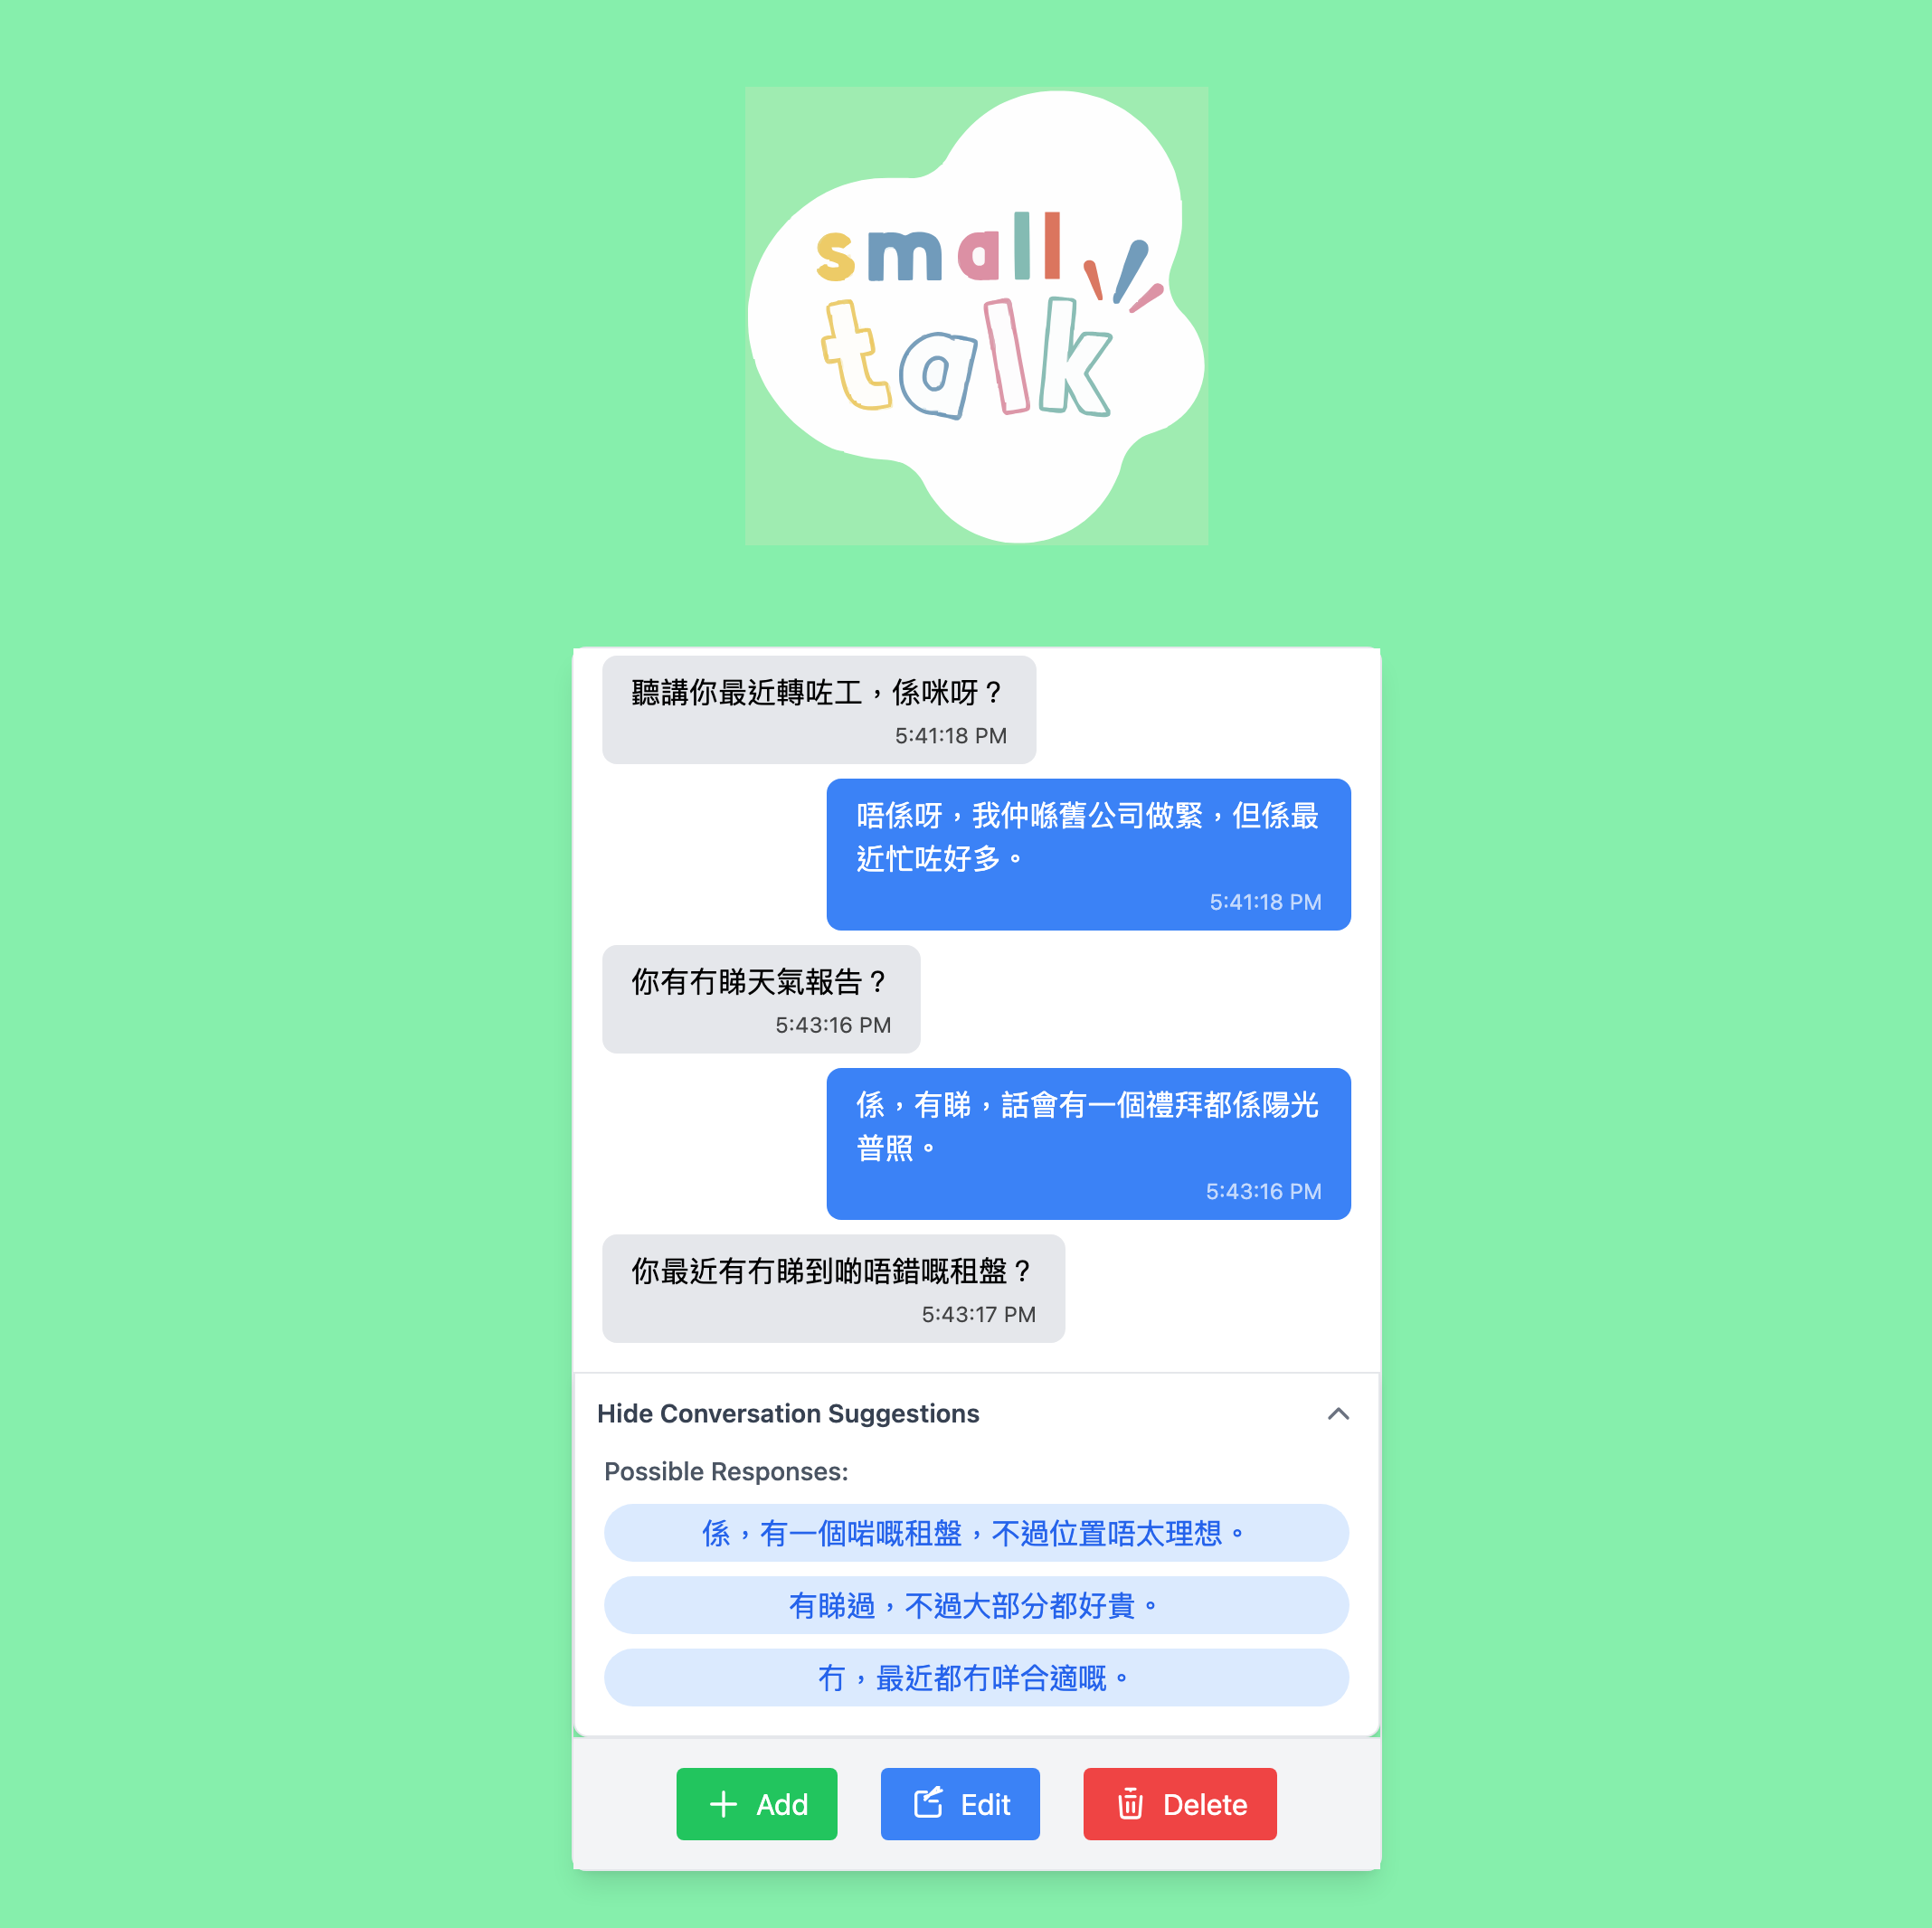 small
talk
聽講你最近轉咗工，係咪呀？
5:41:18 PM
唔係呀，我仲喺舊公司做緊，但係最
近忙咗好多。
5:41:18 PM
你有冇睇天氣報告？
5:43:16 PM
係，有睇，話會有一個禮拜都係陽光
普照。
5:43:16 PM
你最近有冇睇到啲唔錯嘅租盤？
5:43:17 PM
Hide Conversation Suggestions
Possible Responses:
係，有一個啱嘅租盤，不過位置唔太理想。
有睇過，不過大部分都好貴。
冇，最近都冇咩合適嘅。
Add
Edit
Delete